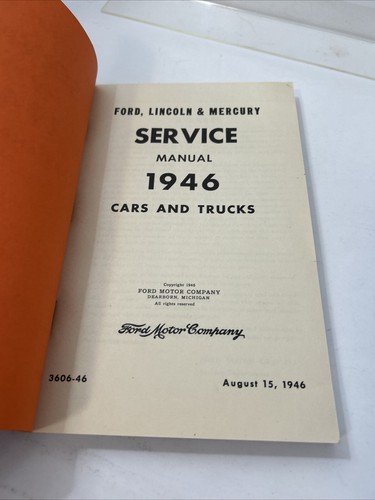 FORD, LINCOLN & MERCURY
SERVICE
MANUAL
1946
CARS AND TRUCKS
Copyright 1946
FORD MOTOR COMPANY
DEARBORN, MICHIGAN
All rights reserved
Ford Motor Company
3606-46
August 15, 1946